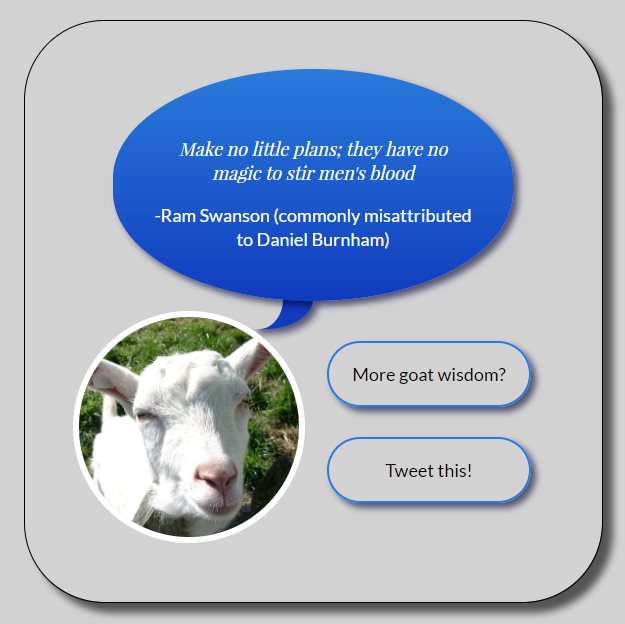 Make no little plans; they have no
magic to stir men's blood
-Ram Swanson (commonly misattributed
to Daniel Burnham)
More goat wisdom?
Tweet this!